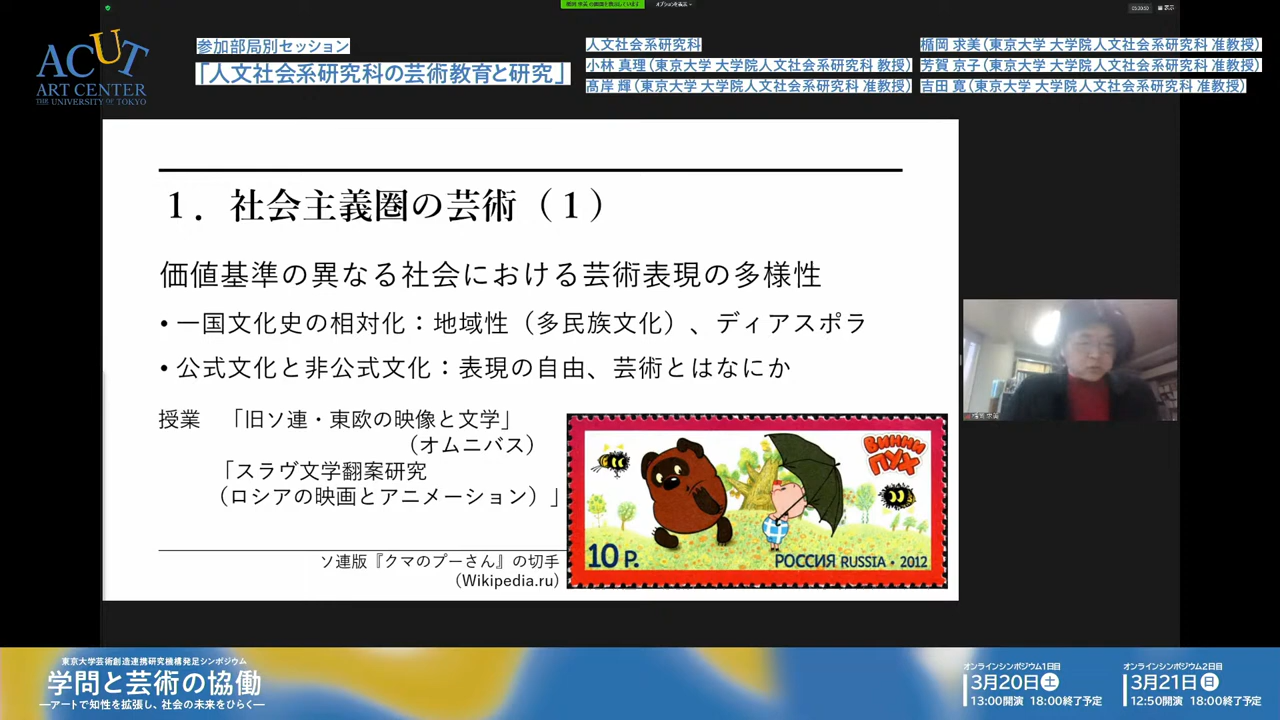 オプションを表示
表示
ACUT
ART CENTER
THE UNIVERSITY OF TOKYO
参加部局別セッション
「人文社会系研究科の芸術教育と研究」
人文社会系研究科
小林 真理（東京大学 大学院人文社会系研究科 教授）
髙岸 輝（東京大学 大学院人文社会系研究科 准教授）
楯岡 求美（東京大学 大学院人文社会系研究科 准教授）
芳賀 京子（東京大学 大学院人文社会系研究科 准教授）
吉田 寛（東京大学 大学院人文社会系研究科 准教授）
１．社会主義圏の芸術（１）
価値基準の異なる社会における芸術表現の多様性
• 一国文化史の相対化：地域性（多民族文化）、ディアスポラ
• 公式文化と非公式文化：表現の自由、芸術とはなにか
授業 「旧ソ連・東欧の映像と文学」
（オムニバス）
「スラヴ文学翻案研究
（ロシアの映画とアニメーション）」
ВИННИ
ПУХ
10 Р.
РОССИЯ RUSSIA • 2012
ソ連版『クマのプーさん』の切手
（Wikipedia.ru）
楯岡 求美
東京大学芸術創造連携研究機構発足シンポジウム
学問と芸術の協働
―アートで知性を拡張し、社会の未来をひらく―
オンラインシンポジウム1日目
3月20日 土
13:00開演 18:00終了予定
オンラインシンポジウム2日目
3月21日 日
12:50開演 18:00終了予定